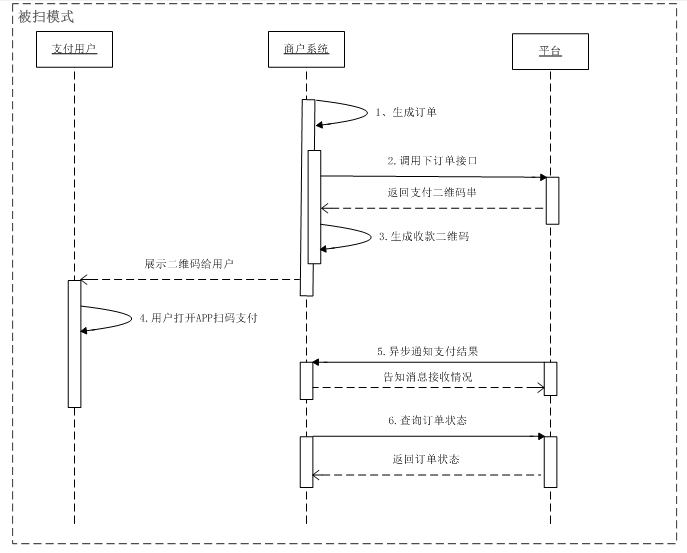 被扫模式
支付用户
商户系统
平台
1、生成订单
2.调用下订单接口
返回支付二维码串
3.生成收款二维码
展示二维码给用户
4.用户打开APP扫码支付
5.异步通知支付结果
告知消息接收情况
6.查询订单状态
返回订单状态